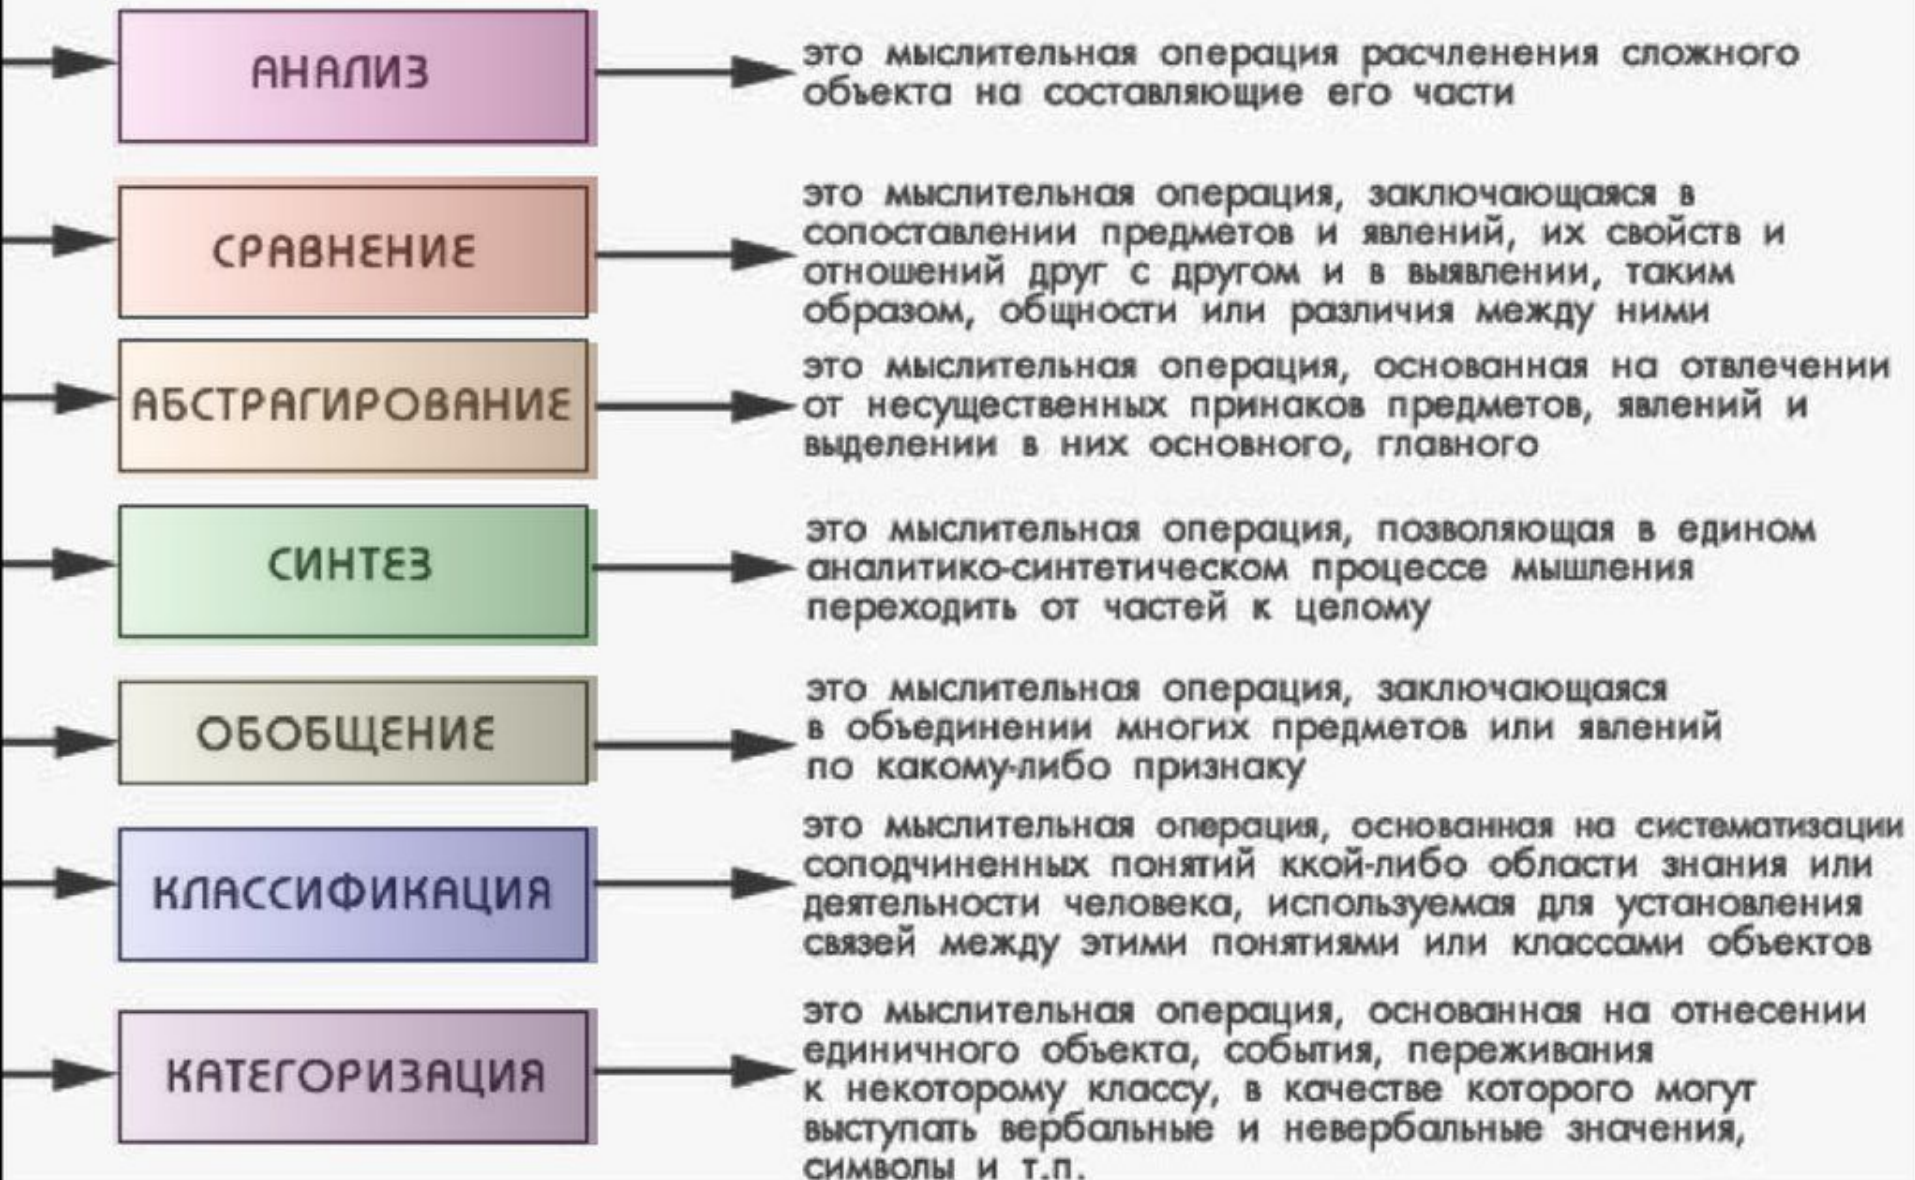 АНАЛИЗ
это мыслительная операция расчленения сложного
объекта на составляющие его части
СРАВНЕНИЕ
это мыслительная операция, заключающаяся в
сопоставлении предметов и явлений, их свойств и
отношений друг с другом и в выявлении, таким
образом, общности или различия между ними
АБСТРАГИРОВАНИЕ
это мыслительная операция, основанная на отвлечении
от несущественных принаков предметов, явлений и
выделении в них основного, главного
СИНТЕЗ
это мыслительная операция, позволяющая в едином
аналитико-синтетическом процессе мышления
переходить от частей к целому
ОБОБЩЕНИЕ
это мыслительная операция, заключающаяся
в объединении многих предметов или явлений
по какому-либо признаку
КЛАССИФИКАЦИЯ
это мыслительная операция, основанная на систематизации
соподчиненных понятий ккой-либо области знания или
деятельности человека, используемая для установления
связей между этими понятиями или классами объектов
КАТЕГОРИЗАЦИЯ
это мыслительная операция, основанная на отнесении
единичного объекта, события, переживания
к некоторому классу, в качестве которого могут
выступать вербальные и невербальные значения,
символы и т.п.